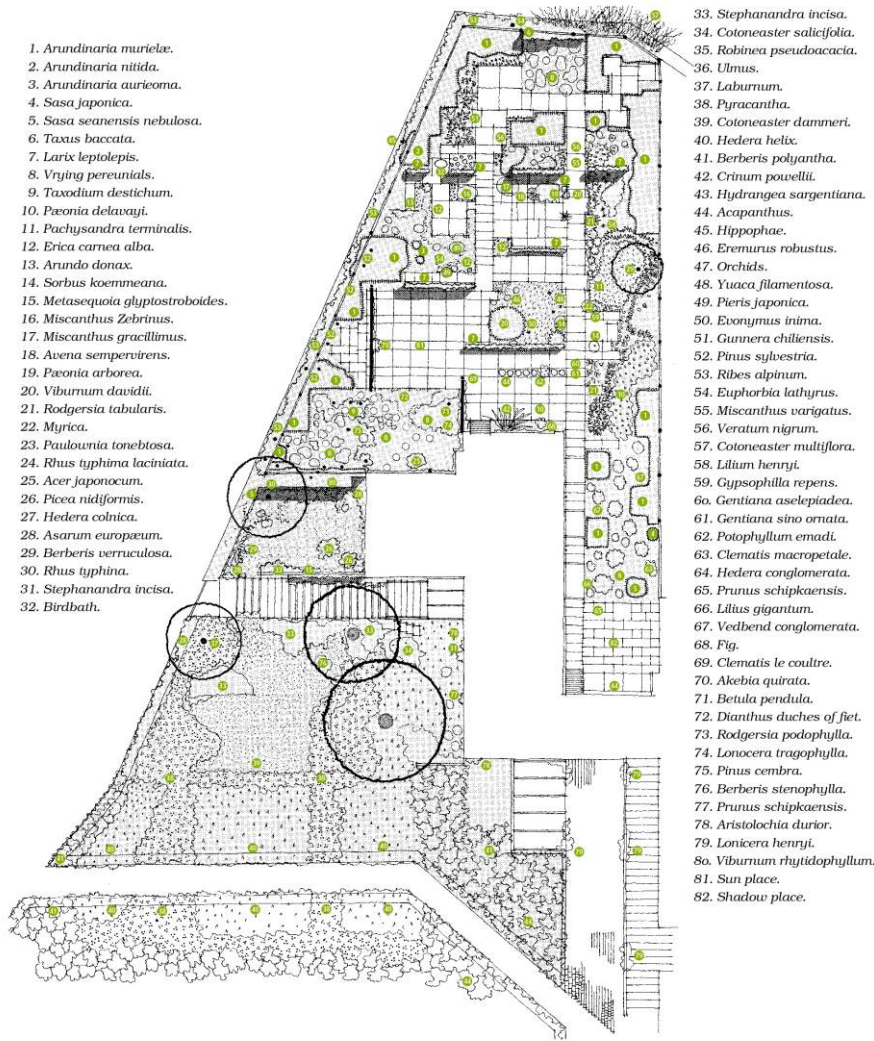 1. Arundinaria murielæ.
2. Arundinaria nitida.
3. Arundinaria aurieoma.
4. Sasa japonica.
5. Sasa seanensis nebulosa.
6. Taxus baccata.
7. Larix leptolepis.
8. Vrying pereunials.
9. Taxodium destichum.
10. Pæonia delavayi.
11. Pachysandra terminalis.
12. Erica carnea alba.
13. Arundo donax.
14. Sorbus koemmeana.
15. Metasequoia glyptostroboides.
16. Miscanthus Zebrinus.
17. Miscanthus gracillimus.
18. Avena sempervirens.
19. Pæonia arborea.
20. Viburnum davidii.
21. Rodgersia tabularis.
22. Myrica.
23. Paulownia tonebtosa.
24. Rhus typhima laciniata.
25. Acer japonocum.
26. Picea nidiformis.
27. Hedera colnica.
28. Asarum europæum.
29. Berberis verruculosa.
30. Rhus typhina.
31. Stephanandra incisa.
32. Birdbath.
33. Stephanandra incisa.
34. Cotoneaster salicifolia.
35. Robinea pseudoacacia.
36. Ulmus.
37. Laburnum.
38. Pyracantha.
39. Cotoneaster dammeri.
40. Hedera helix.
41. Berberis polyantha.
42. Crinum powellii.
43. Hydrangea sargentiana.
44. Acapanthus.
45. Hippophae.
46. Eremurus robustus.
47. Orchids.
48. Yuaca filamentosa.
49. Pieris japonica.
50. Evonymus inima.
51. Gunnera chiliensis.
52. Pinus sylvestria.
53. Ribes alpinum.
54. Euphorbia lathyrus.
55. Miscanthus varigatus.
56. Veratum nigrum.
57. Cotoneaster multiflora.
58. Lilium henryi.
59. Gypsophilla repens.
6o. Gentiana aselepiadea.
61. Gentiana sino ornata.
62. Potophyllum emadi.
63. Clematis macropetale.
64. Hedera conglomerata.
65. Prunus schipkaensis.
66. Lilius gigantum.
67. Vedbend conglomerata.
68. Fig.
69. Clematis le coultre.
70. Akebia quirata.
71. Betula pendula.
72. Dianthus duches of fiet.
73. Rodgersia podophylla.
74. Lonocera tragophylla.
75. Pinus cembra.
76. Berberis stenophylla.
77. Prunus schipkaensis.
78. Aristolochia durior.
79. Lonicera henryi.
8o. Viburnum rhytidophyllum.
81. Sun place.
82. Shadow place.